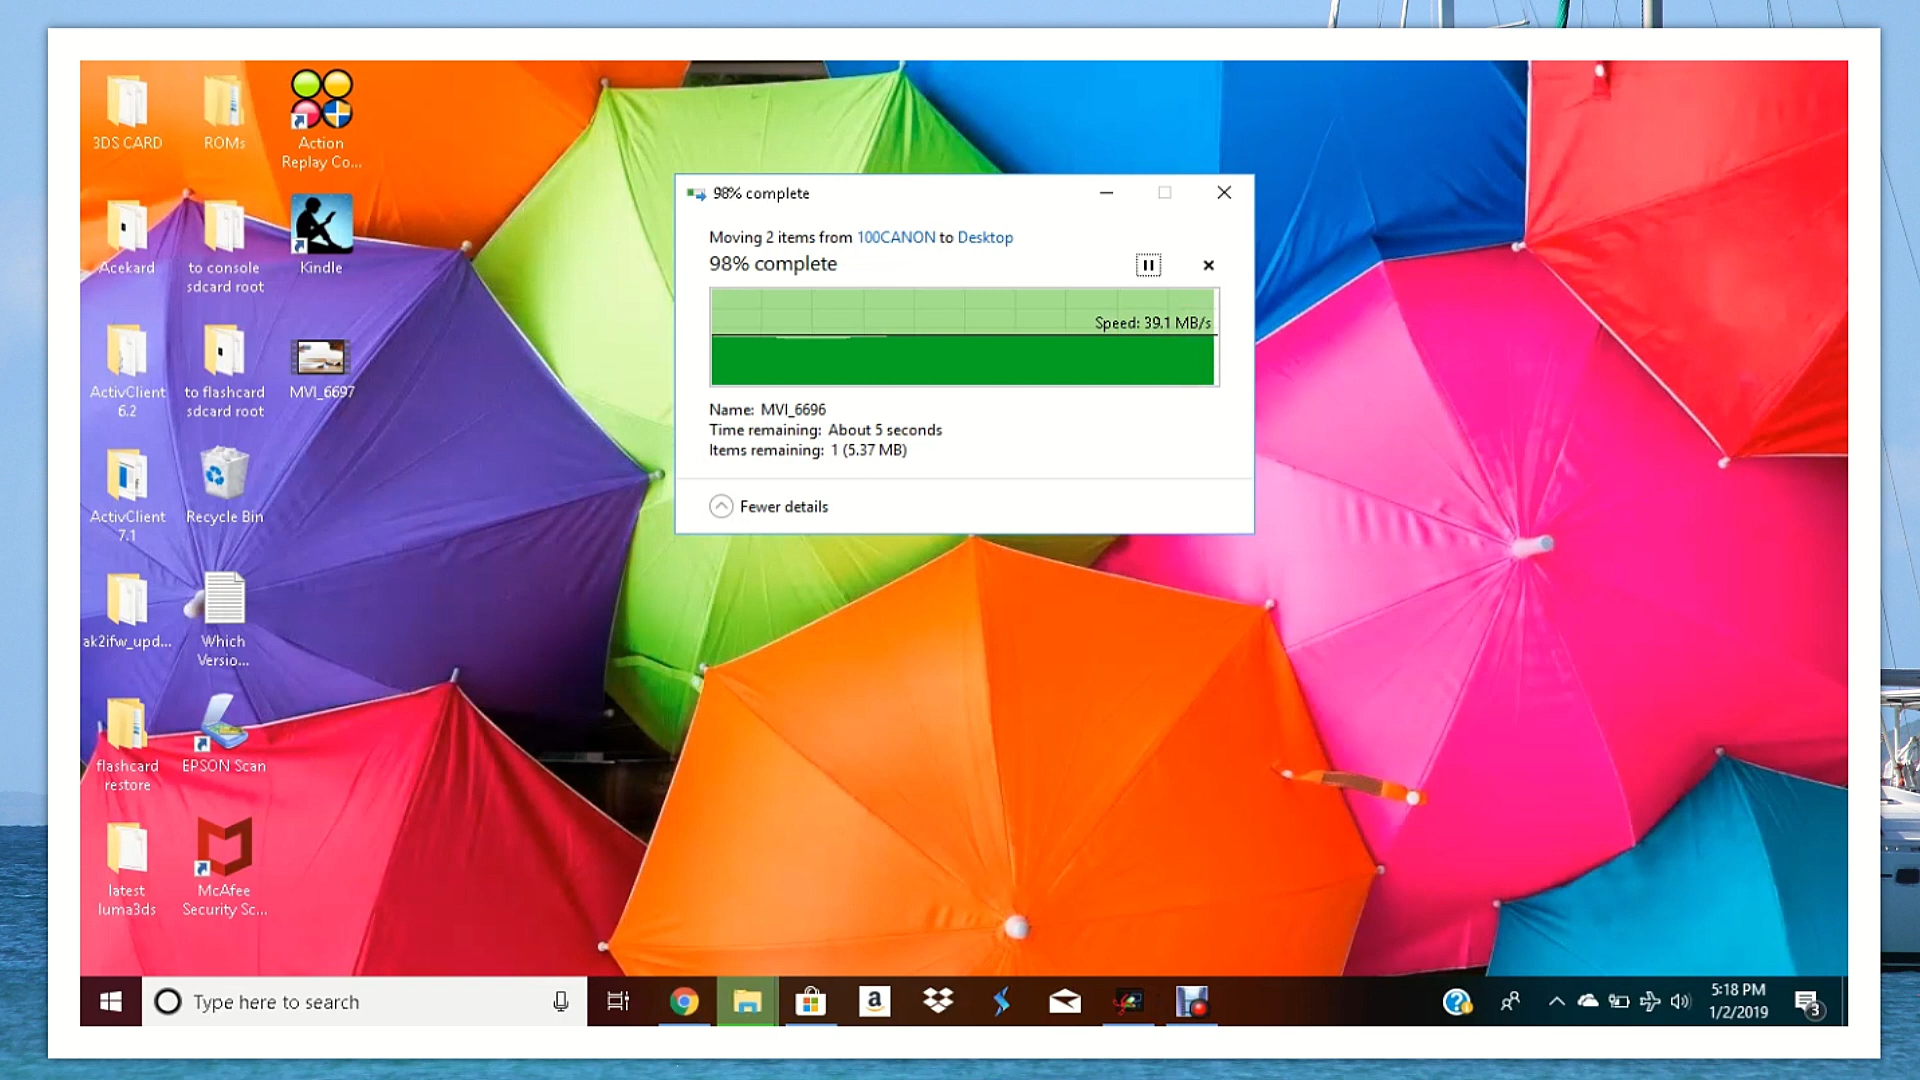 3DS CARD
ROMs
Action
Replay Co...
Acekard
to console
sdcard root
Kindle
ActivClient
6.2
to flashcard
sdcard root
MVI_6697
ActivClient
7.1
Recycle Bin
ak2ifw_upd...
Which
Versio...
flashcard
restore
EPSON Scan
latest
luma3ds
McAfee
Security Sc...
98% complete
Moving 2 items from 100CANON to Desktop
98% complete
Speed: 39.1 MB/s
Name: MVI_6696
Time remaining: About 5 seconds
Items remaining: 1 (5.37 MB)
Fewer details
Type here to search
a
5:18 PM
1/2/2019
3